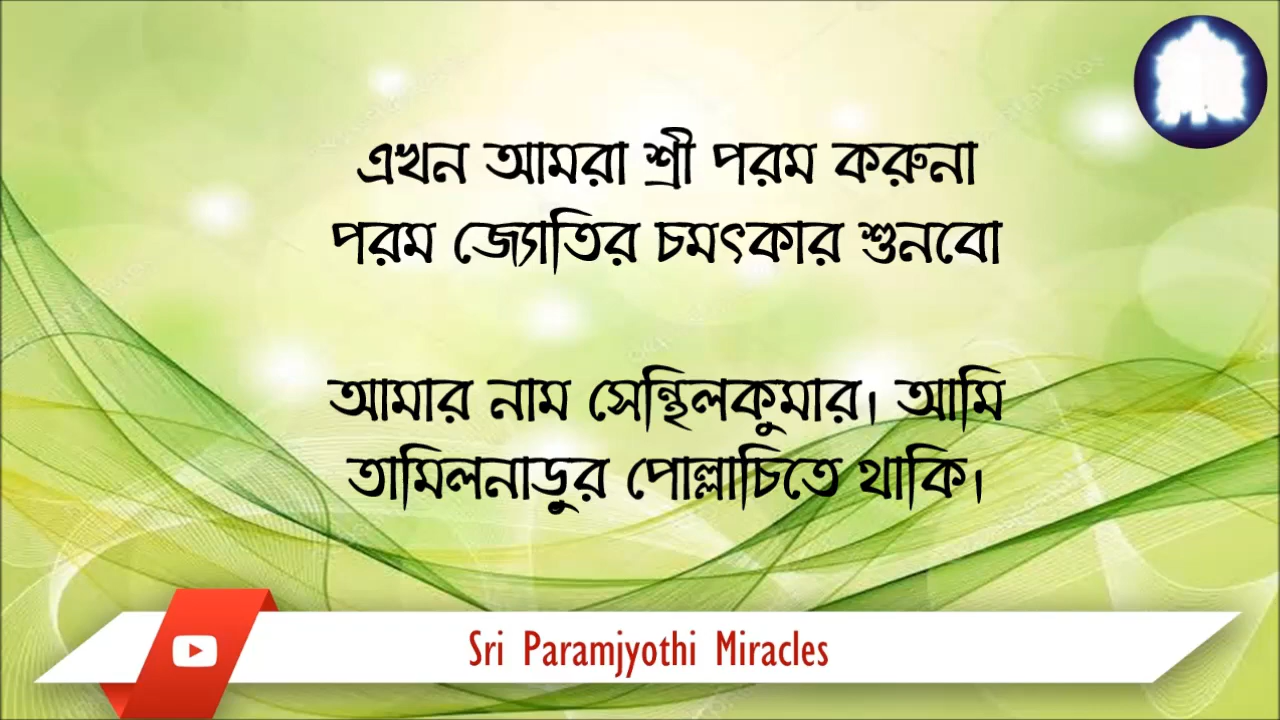 এখন আমরা শ্রী পরম করুনা
পরম জ্যোতির চমৎকার শুনবো
আমার নাম সেন্থিলকুমার। আমি
তামিলনাড়ুর পোল্লাচিতে থাকি।
Sri Paramjyothi Miracles